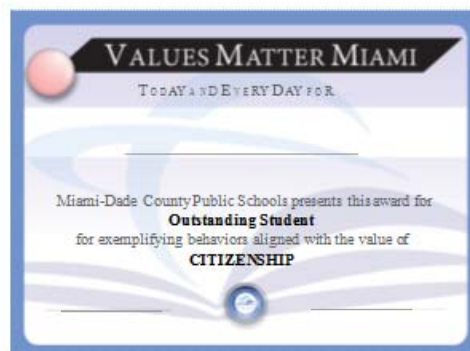 VALUES MATTER MIAMI
TODAY AND EVERY DAY FOR
Miami-Dade County Public Schools presents this award for
Outstanding Student
for exemplifying behaviors aligned with the value of
CITIZENSHIP